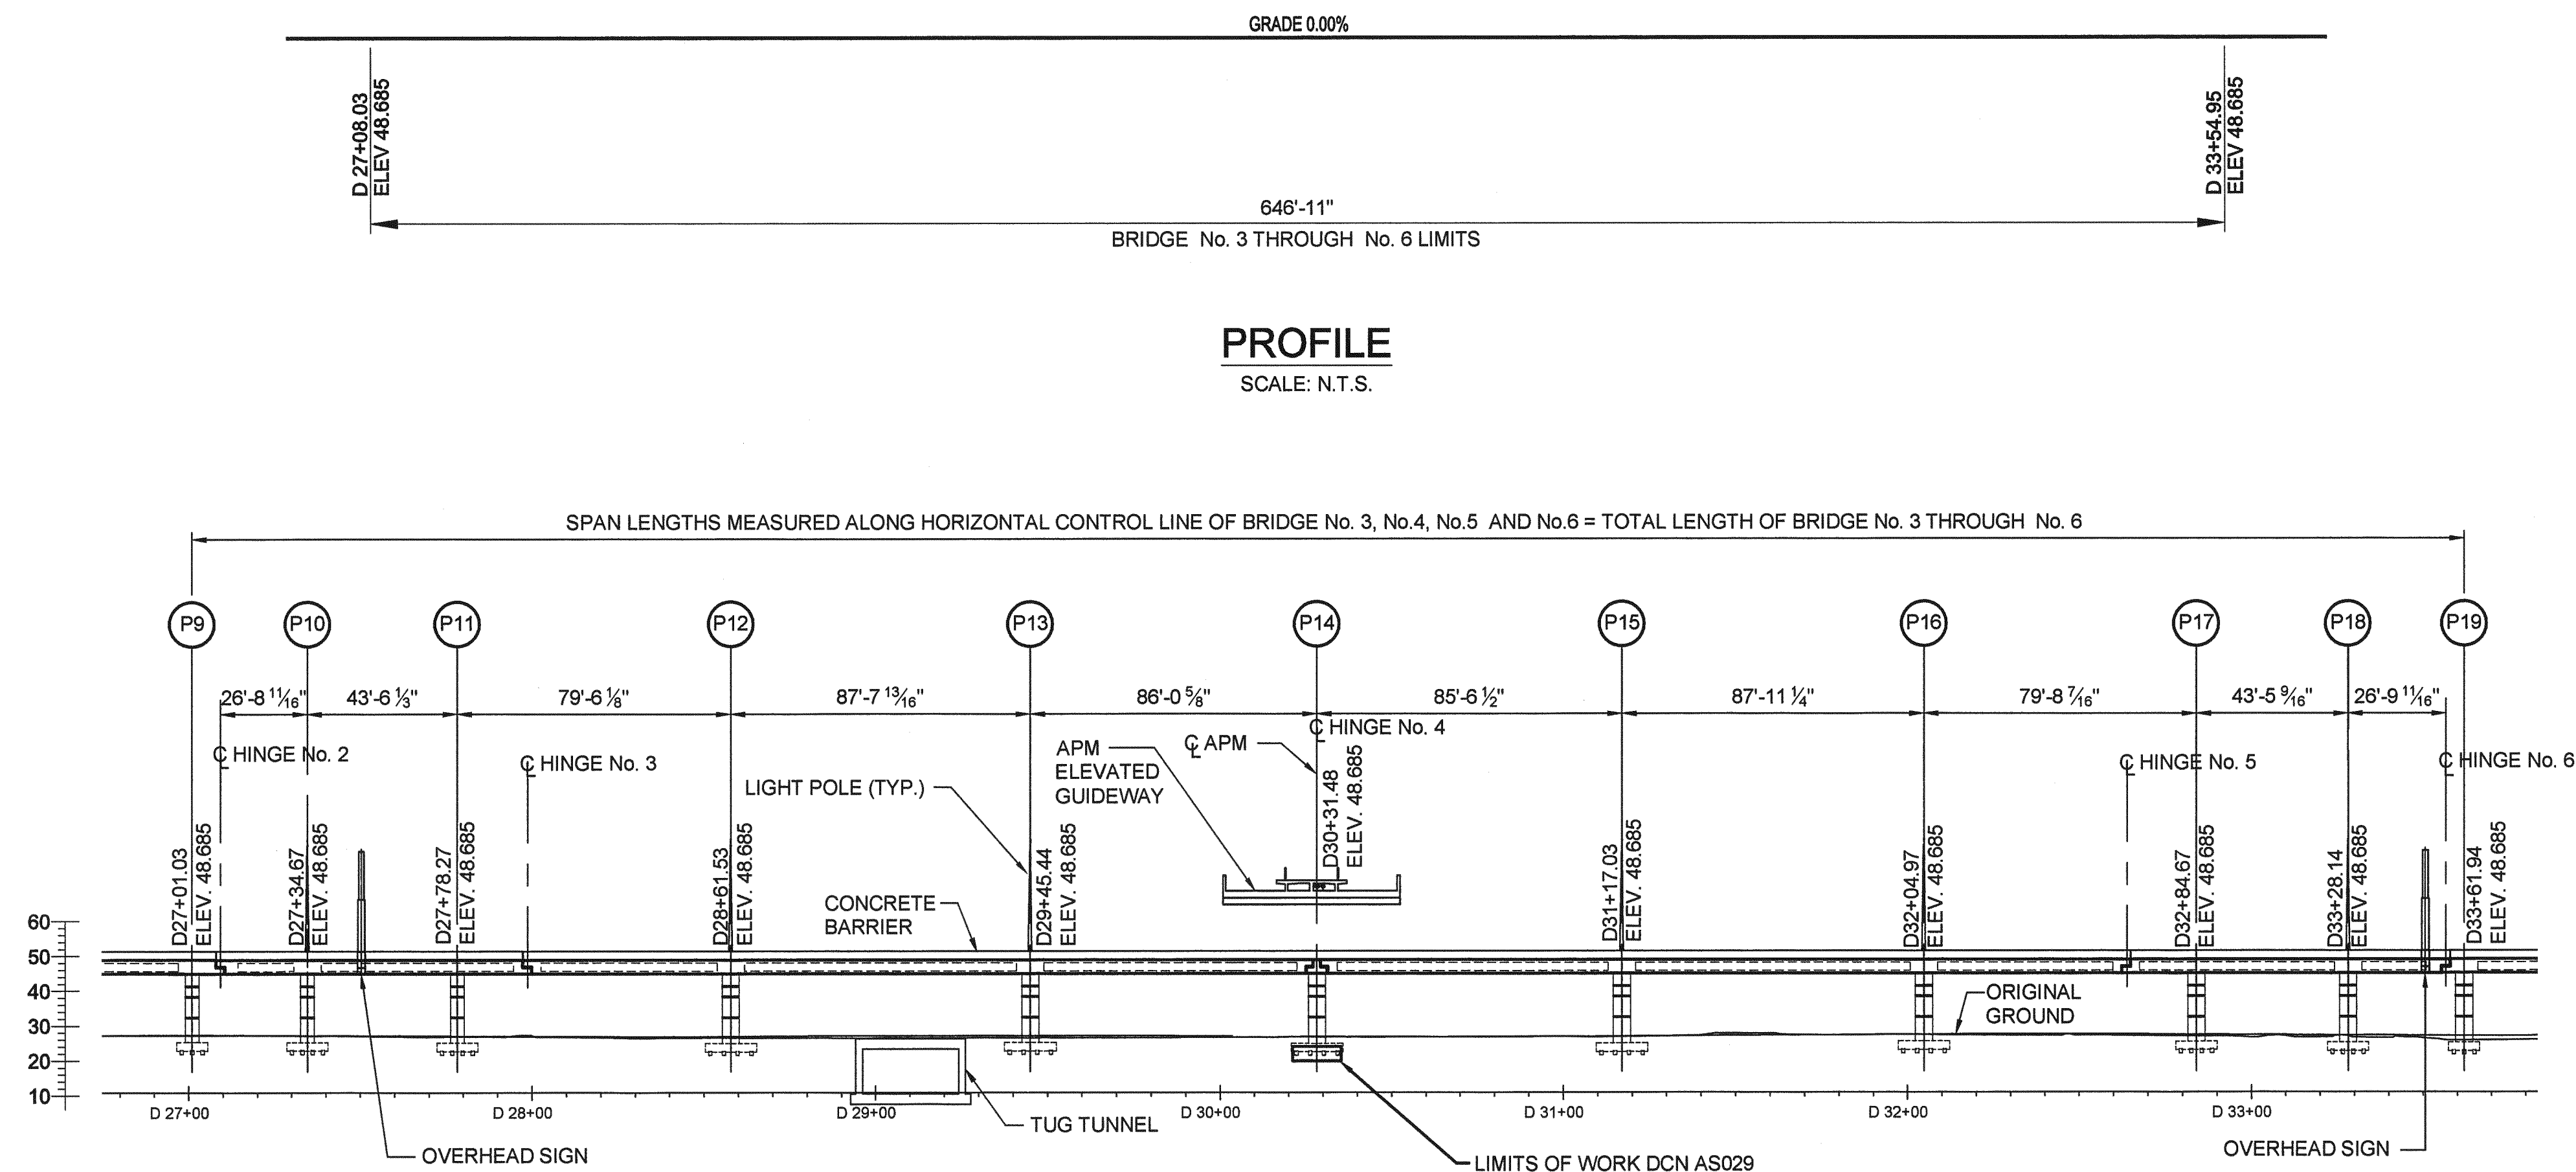 GRADE 0.00%
D 27+08.03
ELEV 48.685
D 33+54.95
ELEV 48.685
646'-11"
BRIDGE No. 3 THROUGH No. 6 LIMITS
PROFILE
SCALE: N.T.S.
SPAN LENGTHS MEASURED ALONG HORIZONTAL CONTROL LINE OF BRIDGE No. 3, No.4, No.5 AND No.6 = TOTAL LENGTH OF BRIDGE No. 3 THROUGH No. 6
P9 P10 P11 P12 P13 P14 P15 P16 P17 P18 P19
26'-8 11/16" 43'-6 1/3" 79'-6 1/8" 87'-7 13/16" 86'-0 5/8" 85'-6 1/2" 87'-11 1/4" 79'-8 7/16" 43'-5 9/16" 26'-9 11/16"
℄ HINGE No. 2
℄ HINGE No. 3
℄ HINGE No. 4
℄ HINGE No. 5
℄ HINGE No. 6
℄ APM
APM
ELEVATED
GUIDEWAY
LIGHT POLE (TYP.)
CONCRETE
BARRIER
D27+01.03
ELEV. 48.685
D27+34.67
ELEV. 48.685
D27+78.27
ELEV. 48.685
D28+61.53
ELEV. 48.685
D29+45.44
ELEV. 48.685
D30+31.48
ELEV. 48.685
D31+17.03
ELEV. 48.685
D32+04.97
ELEV. 48.685
D32+84.67
ELEV. 48.685
D33+28.14
ELEV. 48.685
D33+61.94
ELEV. 48.685
60
50
40
30
20
10
ORIGINAL
GROUND
D 27+00 D 28+00 D 29+00 D 30+00 D 31+00 D 32+00 D 33+00
TUG TUNNEL
OVERHEAD SIGN
LIMITS OF WORK DCN AS029
OVERHEAD SIGN